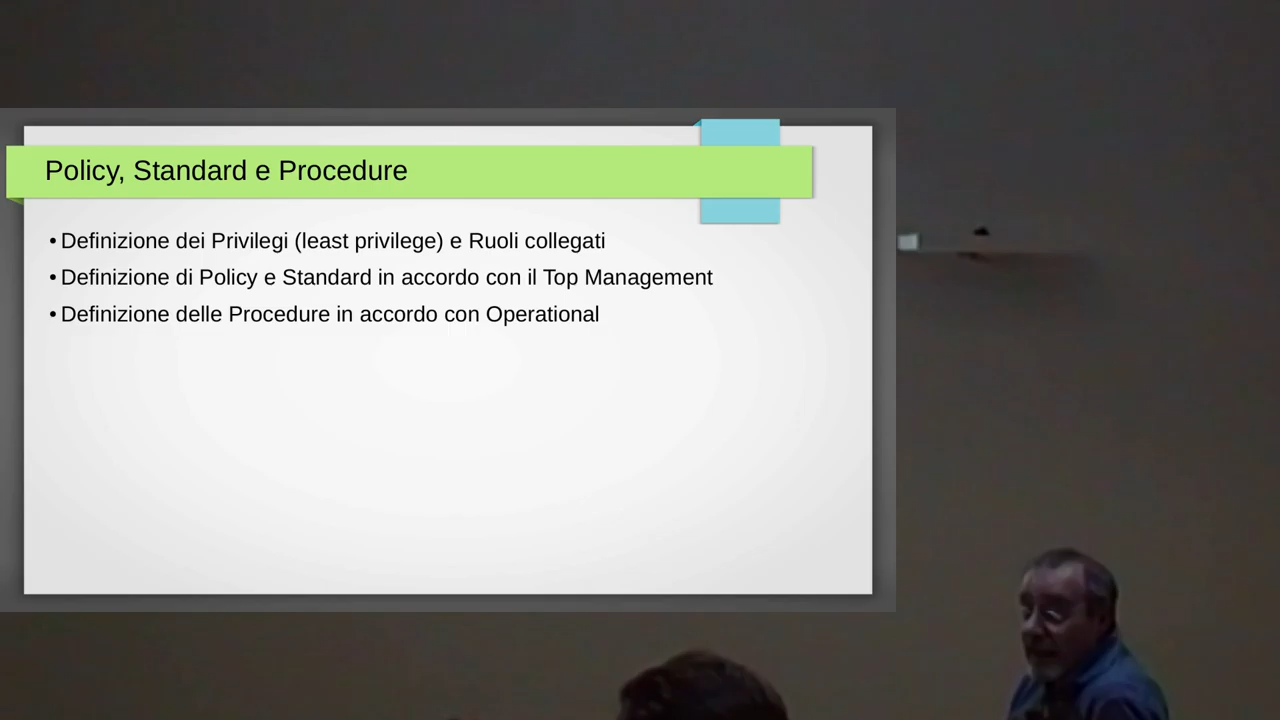 Policy, Standard e Procedure
• Definizione dei Privilegi (least privilege) e Ruoli collegati
• Definizione di Policy e Standard in accordo con il Top Management
• Definizione delle Procedure in accordo con Operational